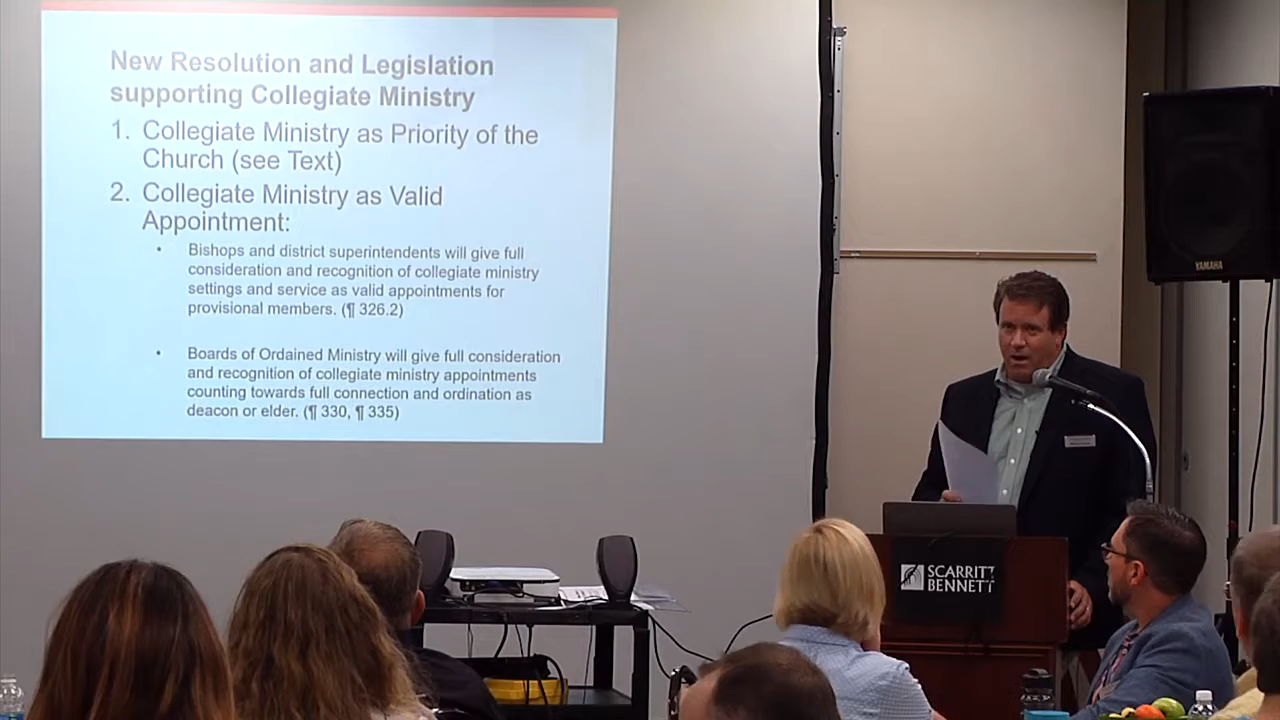 New Resolution and Legislation
supporting Collegiate Ministry
1. Collegiate Ministry as Priority of the
Church (see Text)
2. Collegiate Ministry as Valid
Appointment:
• Bishops and district superintendents will give full
consideration and recognition of collegiate ministry
settings and service as valid appointments for
provisional members. (¶ 326.2)
• Boards of Ordained Ministry will give full consideration
and recognition of collegiate ministry appointments
counting towards full connection and ordination as
deacon or elder. (¶ 330, ¶ 335)
YAMAHA
SCARRITT
BENNETT